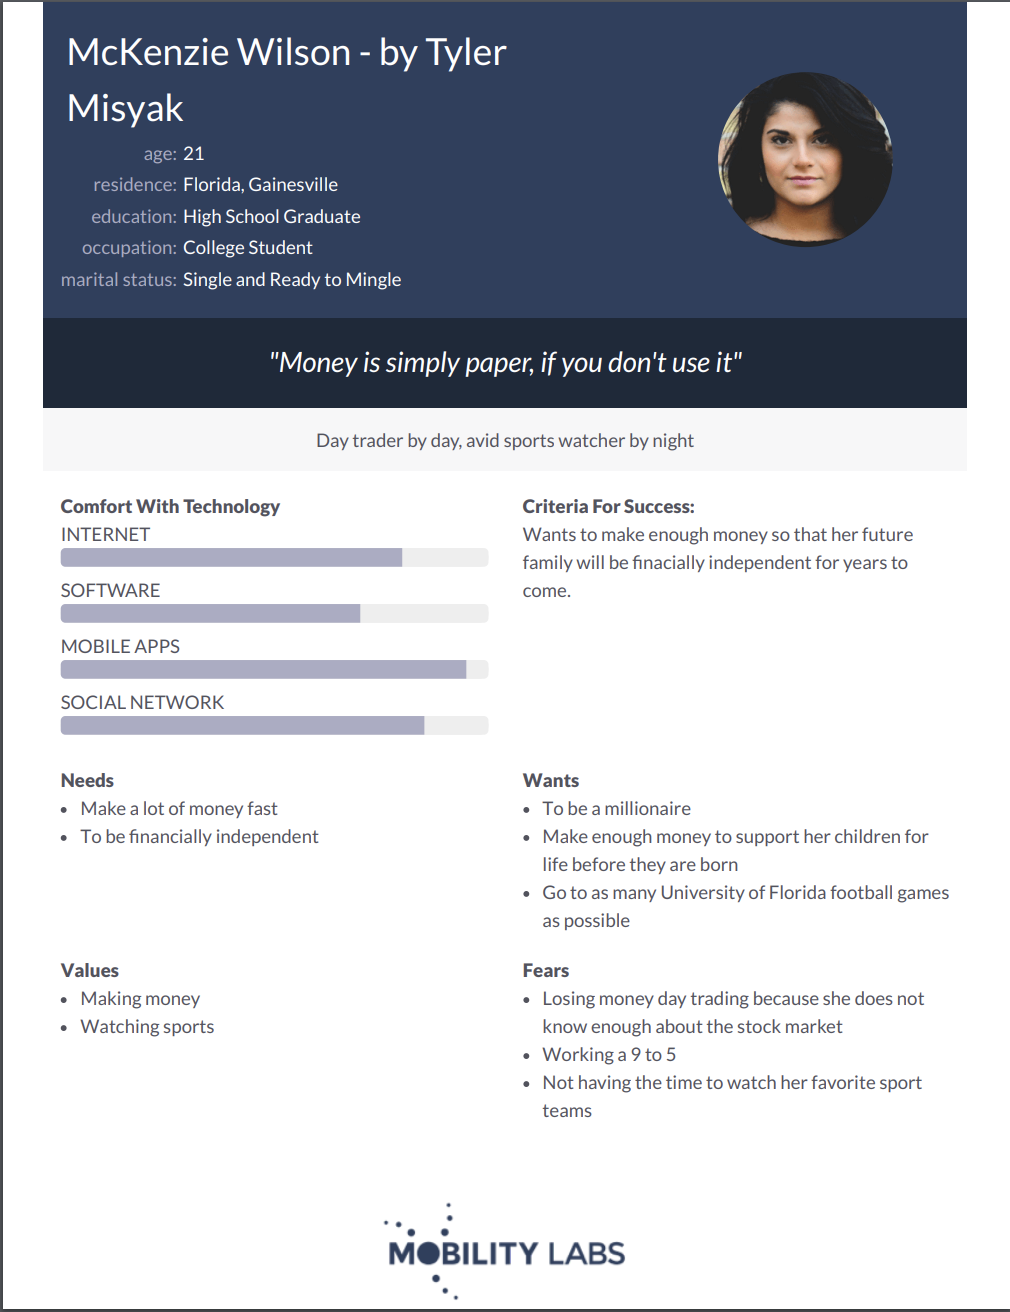 McKenzie Wilson - by Tyler
Misyak
age: 21
residence: Florida, Gainesville
education: High School Graduate
occupation: College Student
marital status: Single and Ready to Mingle
"Money is simply paper, if you don't use it"
Day trader by day, avid sports watcher by night
Comfort With Technology
INTERNET
SOFTWARE
MOBILE APPS
SOCIAL NETWORK
Criteria For Success:
Wants to make enough money so that her future
family will be finacially independent for years to
come.
Needs
• Make a lot of money fast
• To be financially independent
Wants
• To be a millionaire
• Make enough money to support her children for
life before they are born
• Go to as many University of Florida football games
as possible
Values
• Making money
• Watching sports
Fears
• Losing money day trading because she does not
know enough about the stock market
• Working a 9 to 5
• Not having the time to watch her favorite sport
teams
MOBILITY LABS